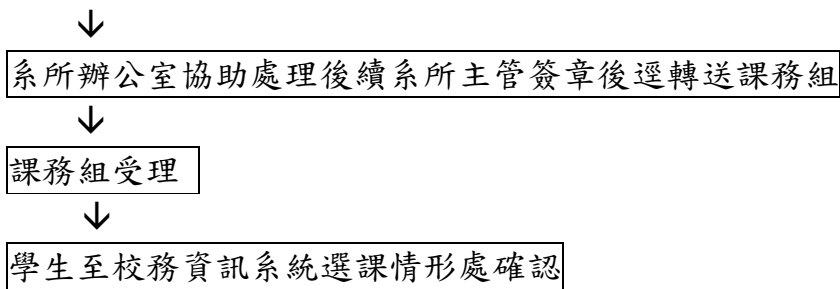 ↓
系所辦公室協助處理後續系所主管簽章後逕轉送課務組
↓
課務組受理
↓
學生至校務資訊系統選課情形處確認